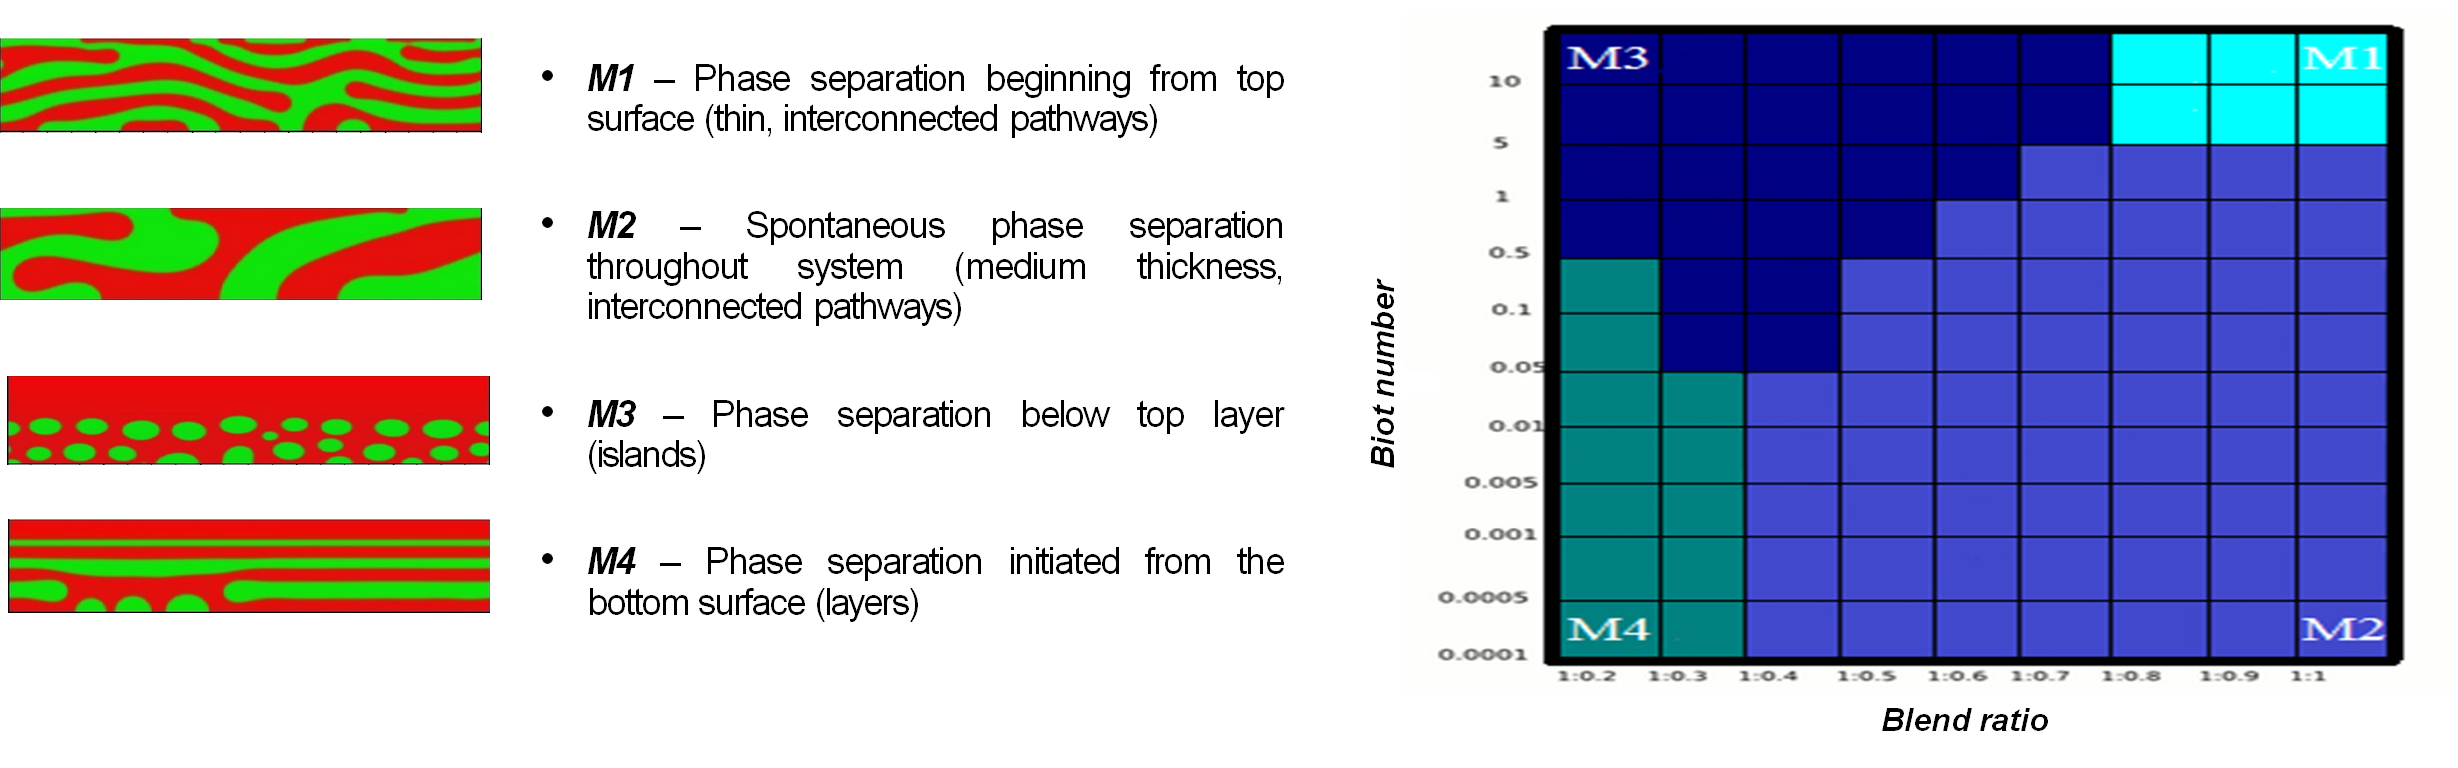 • M1 – Phase separation beginning from top
surface (thin, interconnected pathways)
• M2 – Spontaneous phase separation
throughout system (medium thickness,
interconnected pathways)
• M3 – Phase separation below top layer
(islands)
• M4 – Phase separation initiated from the
bottom surface (layers)
Biot number
10
5
1
0.5
0.1
0.05
0.01
0.005
0.001
0.0005
0.0001
M3
M1
M4
M2
1:0.2 1:0.3 1:0.4 1:0.5 1:0.6 1:0.7 1:0.8 1:0.9 1:1
Blend ratio